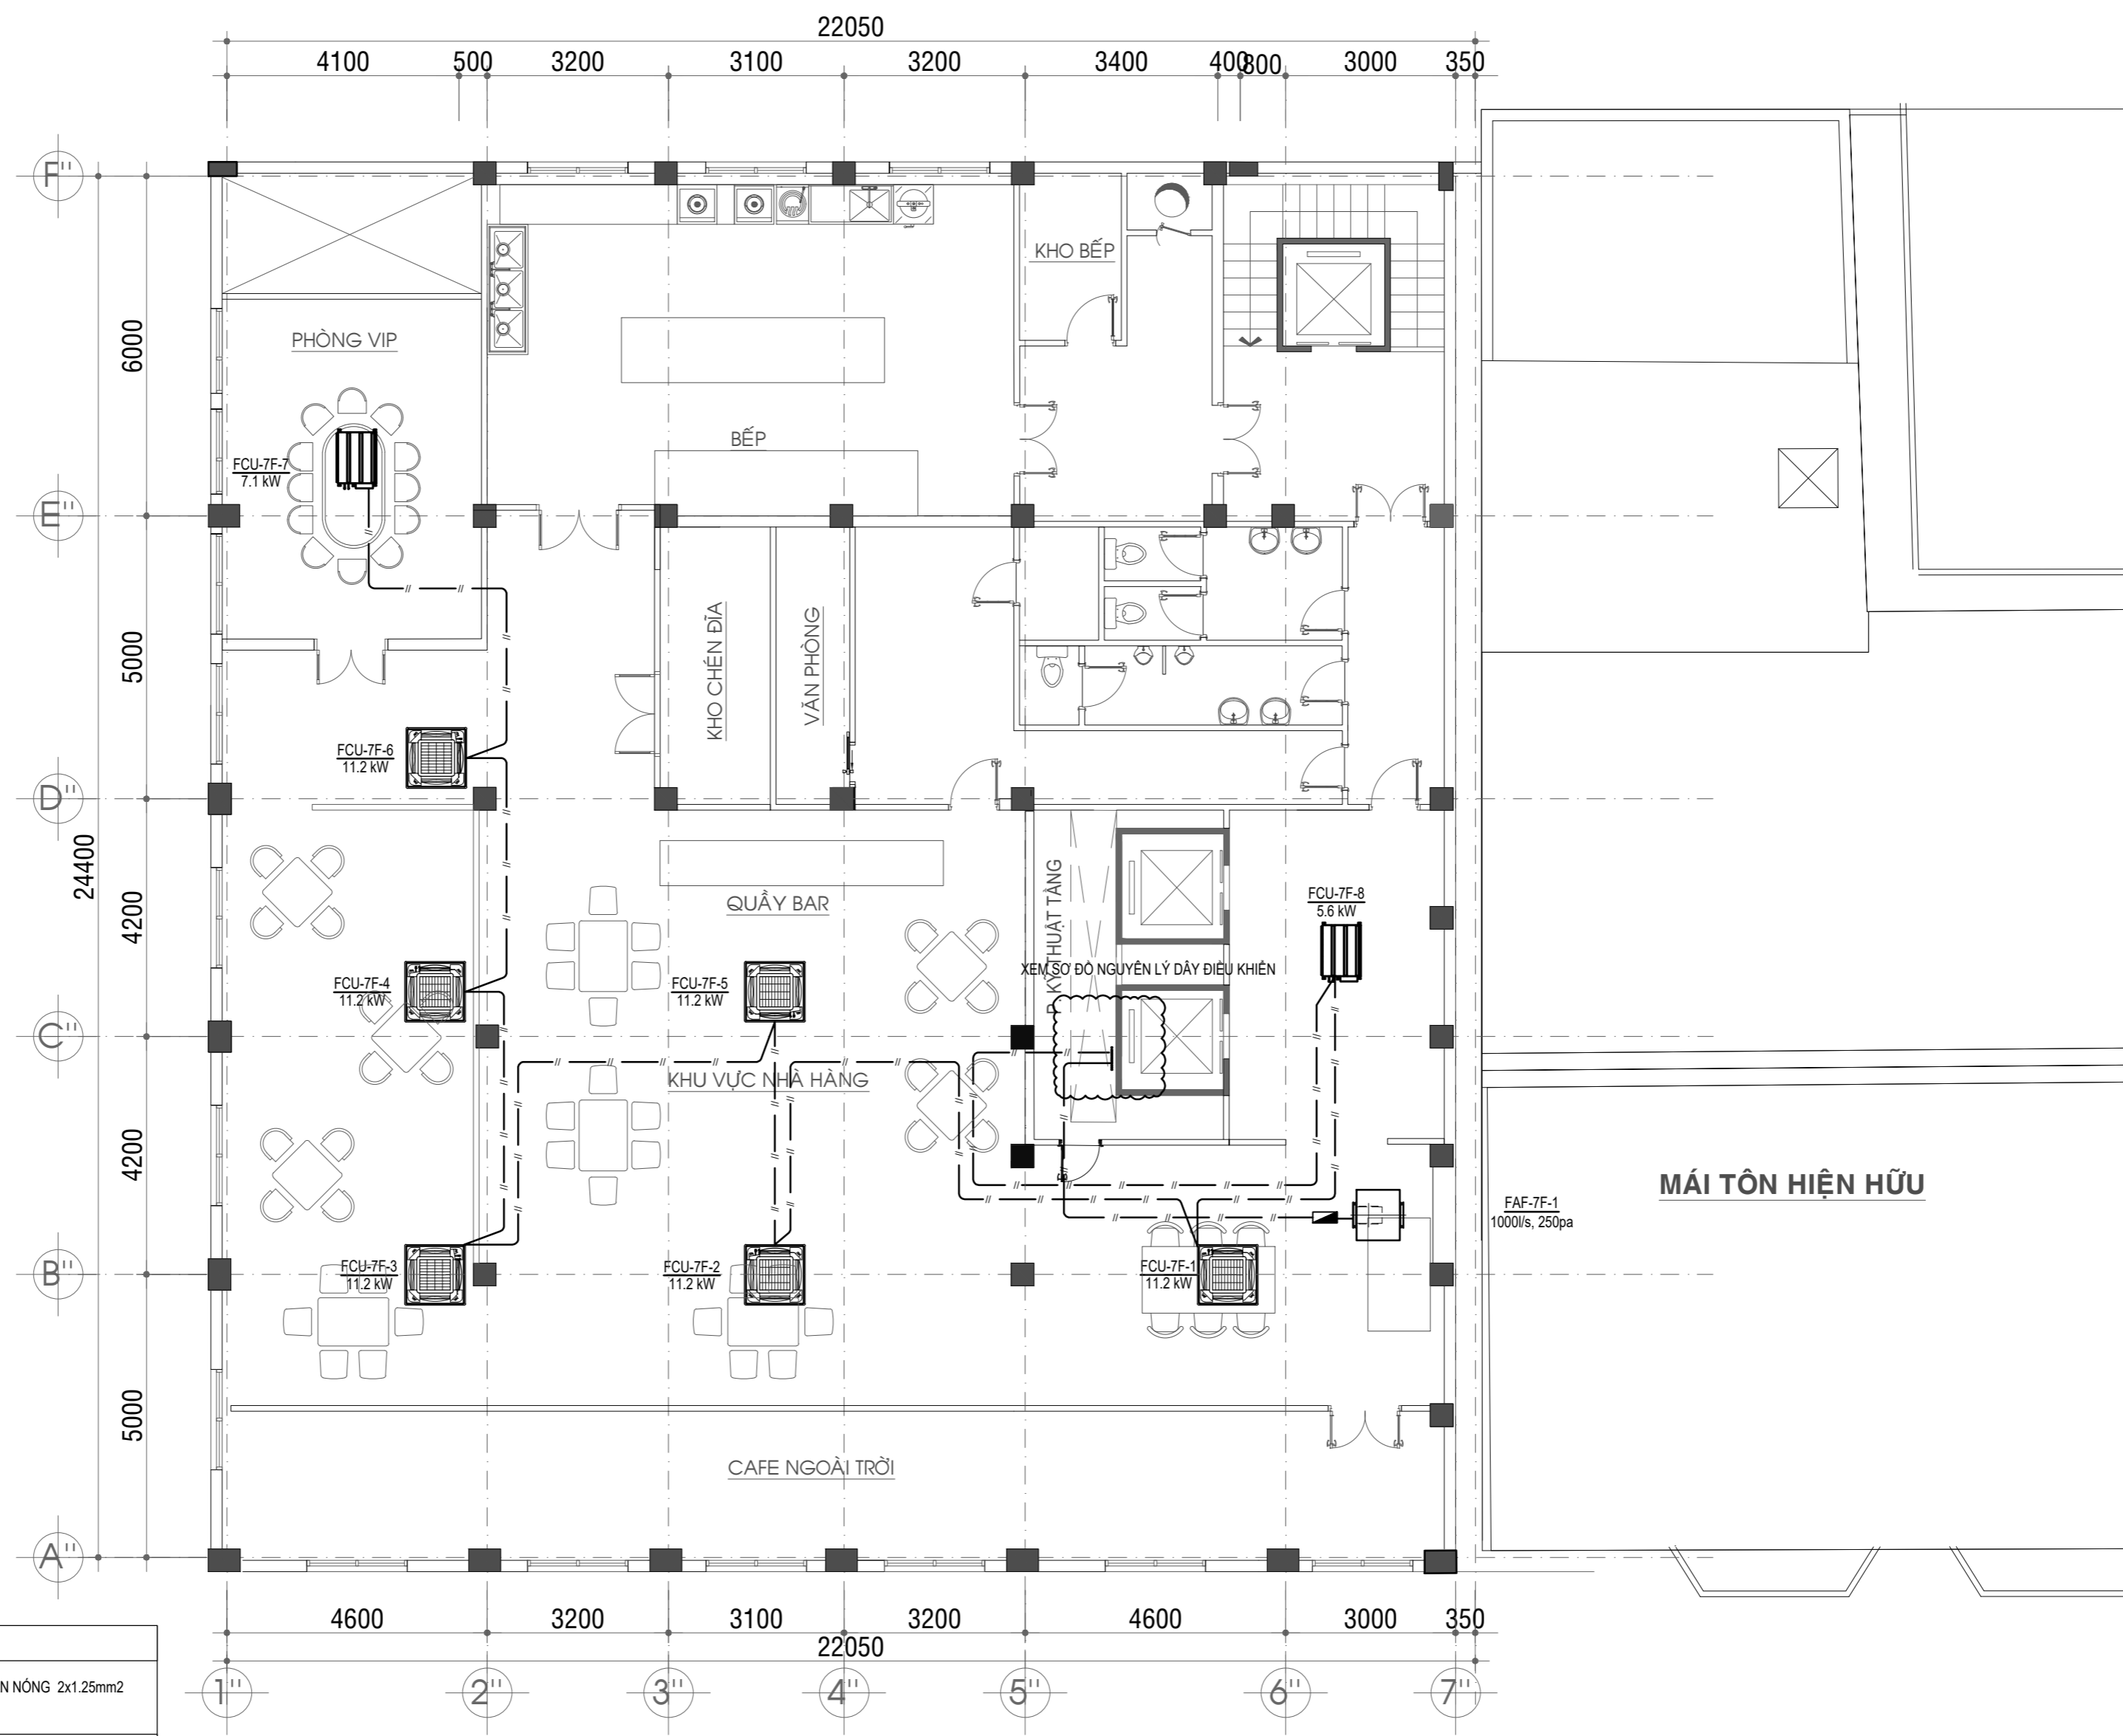 22050
4100 500 3200 3100 3200 3400 400 800 3000 350
F''
KHO BẾP
6000
PHÒNG VIP
BẾP
FCU-7F-7
7.1 kW
E''
5000
KHO CHÉN ĐĨA
VĂN PHÒNG
FCU-7F-6
11.2 kW
D''
24400
4200
QUẦY BAR
P. KỸ THUẬT TẦNG
FCU-7F-8
5.6 kW
XEM SƠ ĐỒ NGUYÊN LÝ DÂY ĐIỀU KHIỂN
FCU-7F-4
11.2 kW
FCU-7F-5
11.2 kW
C''
KHU VỰC NHÀ HÀNG
4200
MÁI TÔN HIỆN HỮU
FAF-7F-1
1000l/s, 250pa
B''
FCU-7F-3
11.2 kW
FCU-7F-2
11.2 kW
FCU-7F-1
11.2 kW
5000
CAFE NGOÀI TRỜI
A''
4600 3200 3100 3200 4600 3000 350
22050
N NÓNG 2x1.25mm2
1'' 2'' 3'' 4'' 5'' 6'' 7''